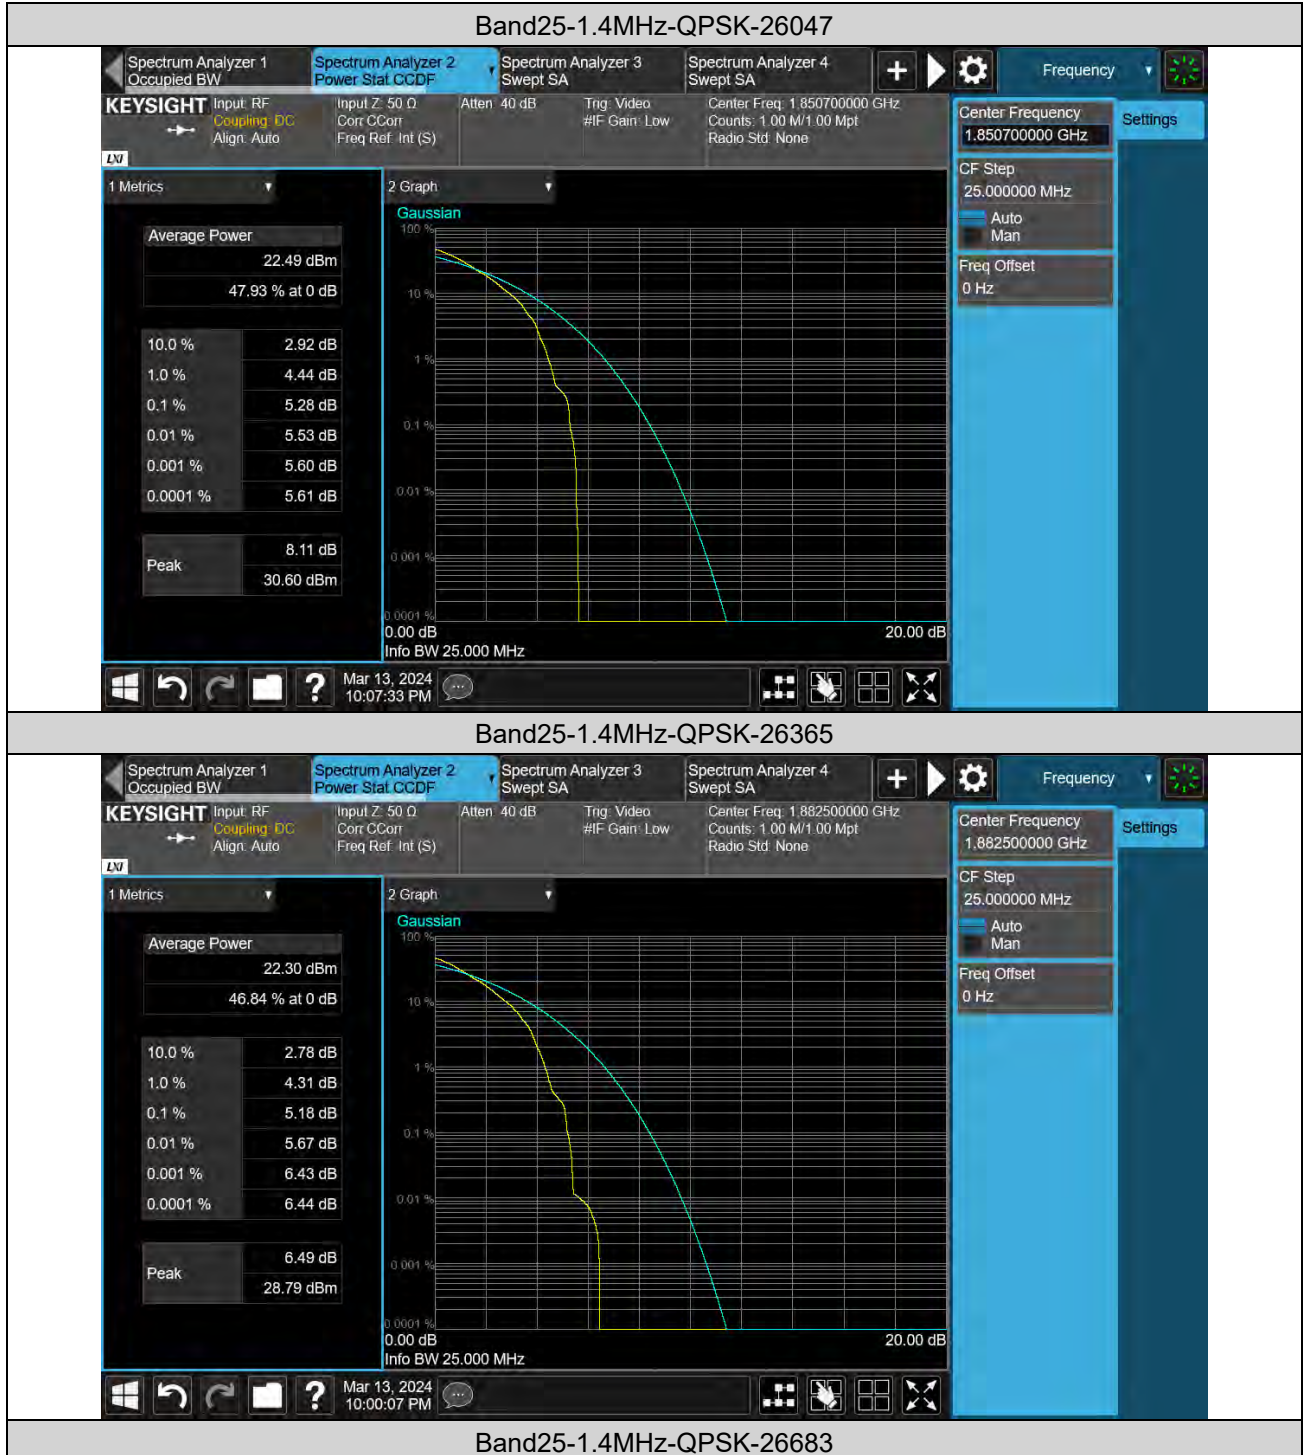 Band25-1.4MHz-QPSK-26047
Spectrum Analyzer 1
Occupied BW
Spectrum Analyzer 2
Power Stat CCDF
Spectrum Analyzer 3
Swept SA
Spectrum Analyzer 4
Swept SA
Frequency
KEYSIGHT
Input: RF
Coupling: DC
Align: Auto
Input Z: 50 Ω
Corr CCorr
Freq Ref: Int (S)
Atten: 40 dB
Trig: Video
#IF Gain: Low
Center Freq: 1.850700000 GHz
Counts: 1.00 M/1.00 Mpt
Radio Std: None
LXI
Center Frequency
1.850700000 GHz
Settings
CF Step
25.000000 MHz
Auto
Man
Freq Offset
0 Hz
1 Metrics
Average Power
22.49 dBm
47.93 % at 0 dB
10.0 % 2.92 dB
1.0 % 4.44 dB
0.1 % 5.28 dB
0.01 % 5.53 dB
0.001 % 5.60 dB
0.0001 % 5.61 dB
Peak
8.11 dB
30.60 dBm
2 Graph
Gaussian
100 %
10 %
1 %
0.1 %
0.01 %
0.001 %
0.0001 %
0.00 dB
20.00 dB
Info BW 25.000 MHz
Mar 13, 2024
10:07:33 PM
Band25-1.4MHz-QPSK-26365
Spectrum Analyzer 1
Occupied BW
Spectrum Analyzer 2
Power Stat CCDF
Spectrum Analyzer 3
Swept SA
Spectrum Analyzer 4
Swept SA
Frequency
KEYSIGHT
Input: RF
Coupling: DC
Align: Auto
Input Z: 50 Ω
Corr CCorr
Freq Ref: Int (S)
Atten: 40 dB
Trig: Video
#IF Gain: Low
Center Freq: 1.882500000 GHz
Counts: 1.00 M/1.00 Mpt
Radio Std: None
LXI
Center Frequency
1.882500000 GHz
Settings
CF Step
25.000000 MHz
Auto
Man
Freq Offset
0 Hz
1 Metrics
Average Power
22.30 dBm
46.84 % at 0 dB
10.0 % 2.78 dB
1.0 % 4.31 dB
0.1 % 5.18 dB
0.01 % 5.67 dB
0.001 % 6.43 dB
0.0001 % 6.44 dB
Peak
6.49 dB
28.79 dBm
2 Graph
Gaussian
100 %
10 %
1 %
0.1 %
0.01 %
0.001 %
0.0001 %
0.00 dB
20.00 dB
Info BW 25.000 MHz
Mar 13, 2024
10:00:07 PM
Band25-1.4MHz-QPSK-26683